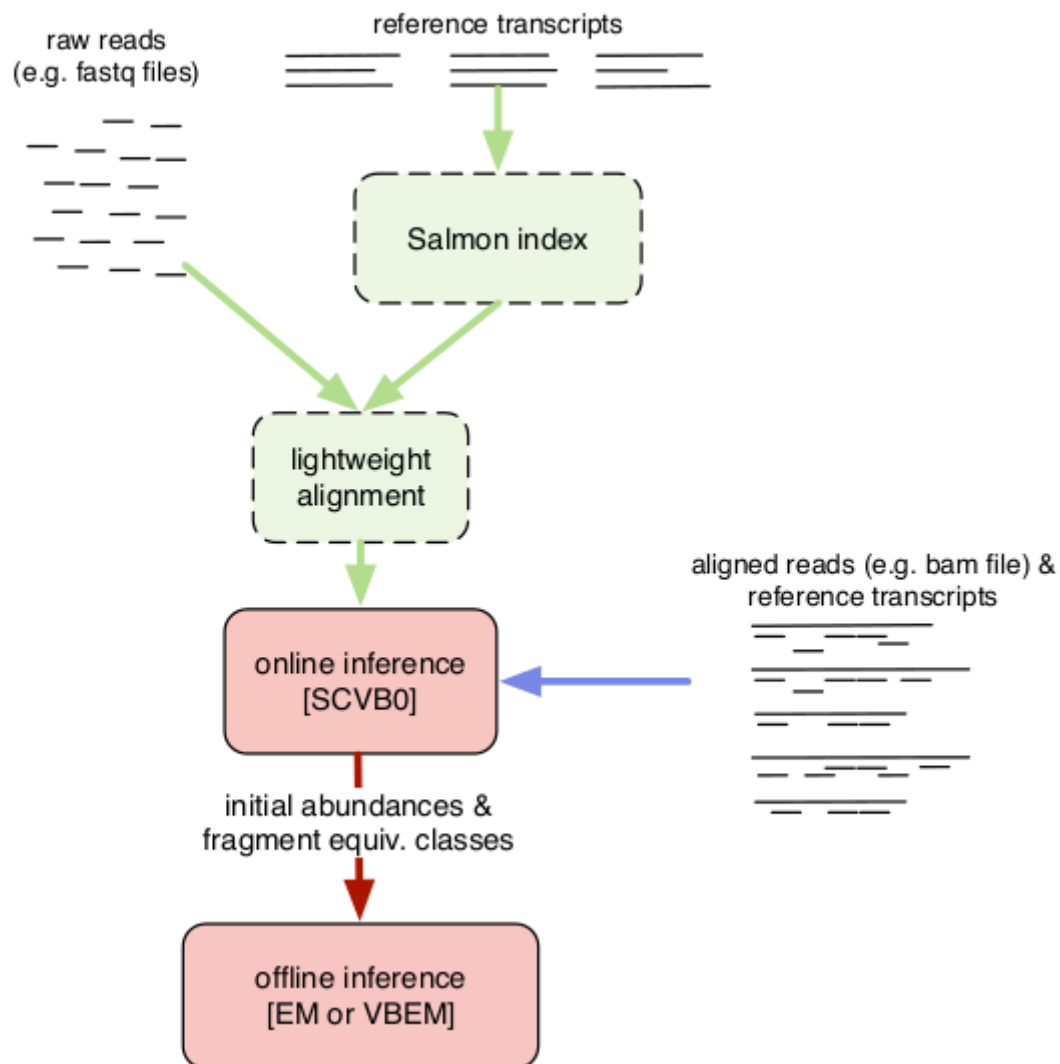 raw reads
(e.g. fastq files)
reference transcripts
Salmon index
lightweight
alignment
aligned reads (e.g. bam file) &
reference transcripts
online inference
[SCVB0]
initial abundances &
fragment equiv. classes
offline inference
[EM or VBEM]